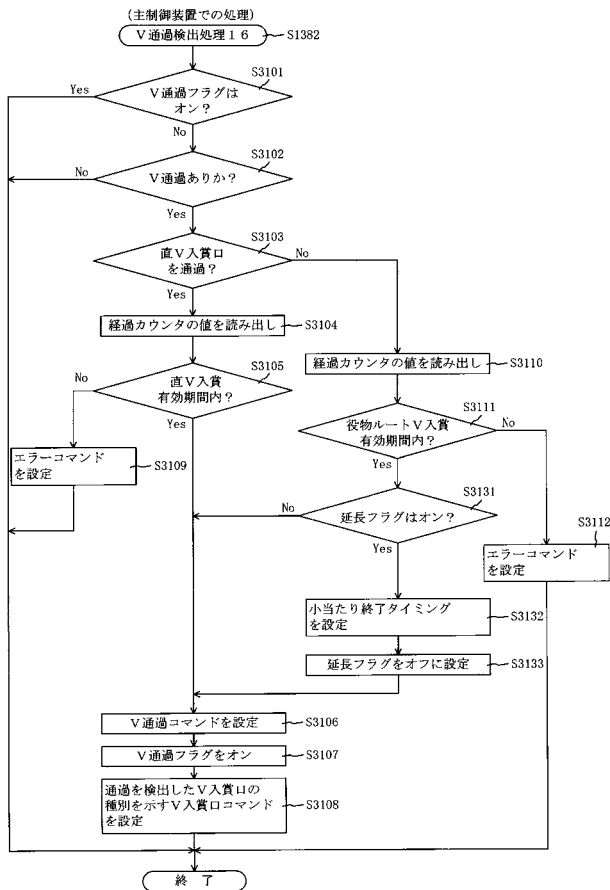 (主制御装置での処理)
V通過検出処理16
S1382
S3101
Yes
V通過フラグは
オン?
No
S3102
No
V通過ありか?
Yes
S3103
直V入賞口
を通過?
No
Yes
経過カウンタの値を読み出し
S3104
S3105
経過カウンタの値を読み出し
S3110
No
直V入賞
有効期間内?
Yes
S3111
役物ルートV入賞
有効期間内?
No
Yes
エラーコマンド
を設定
S3109
S3131
No
延長フラグはオン?
Yes
S3112
エラーコマンド
を設定
小当たり終了タイミング
を設定
S3132
延長フラグをオフに設定
S3133
V通過コマンドを設定
S3106
V通過フラグをオン
S3107
通過を検出したV入賞口の
種別を示すV入賞口コマンド
を設定
S3108
終 了